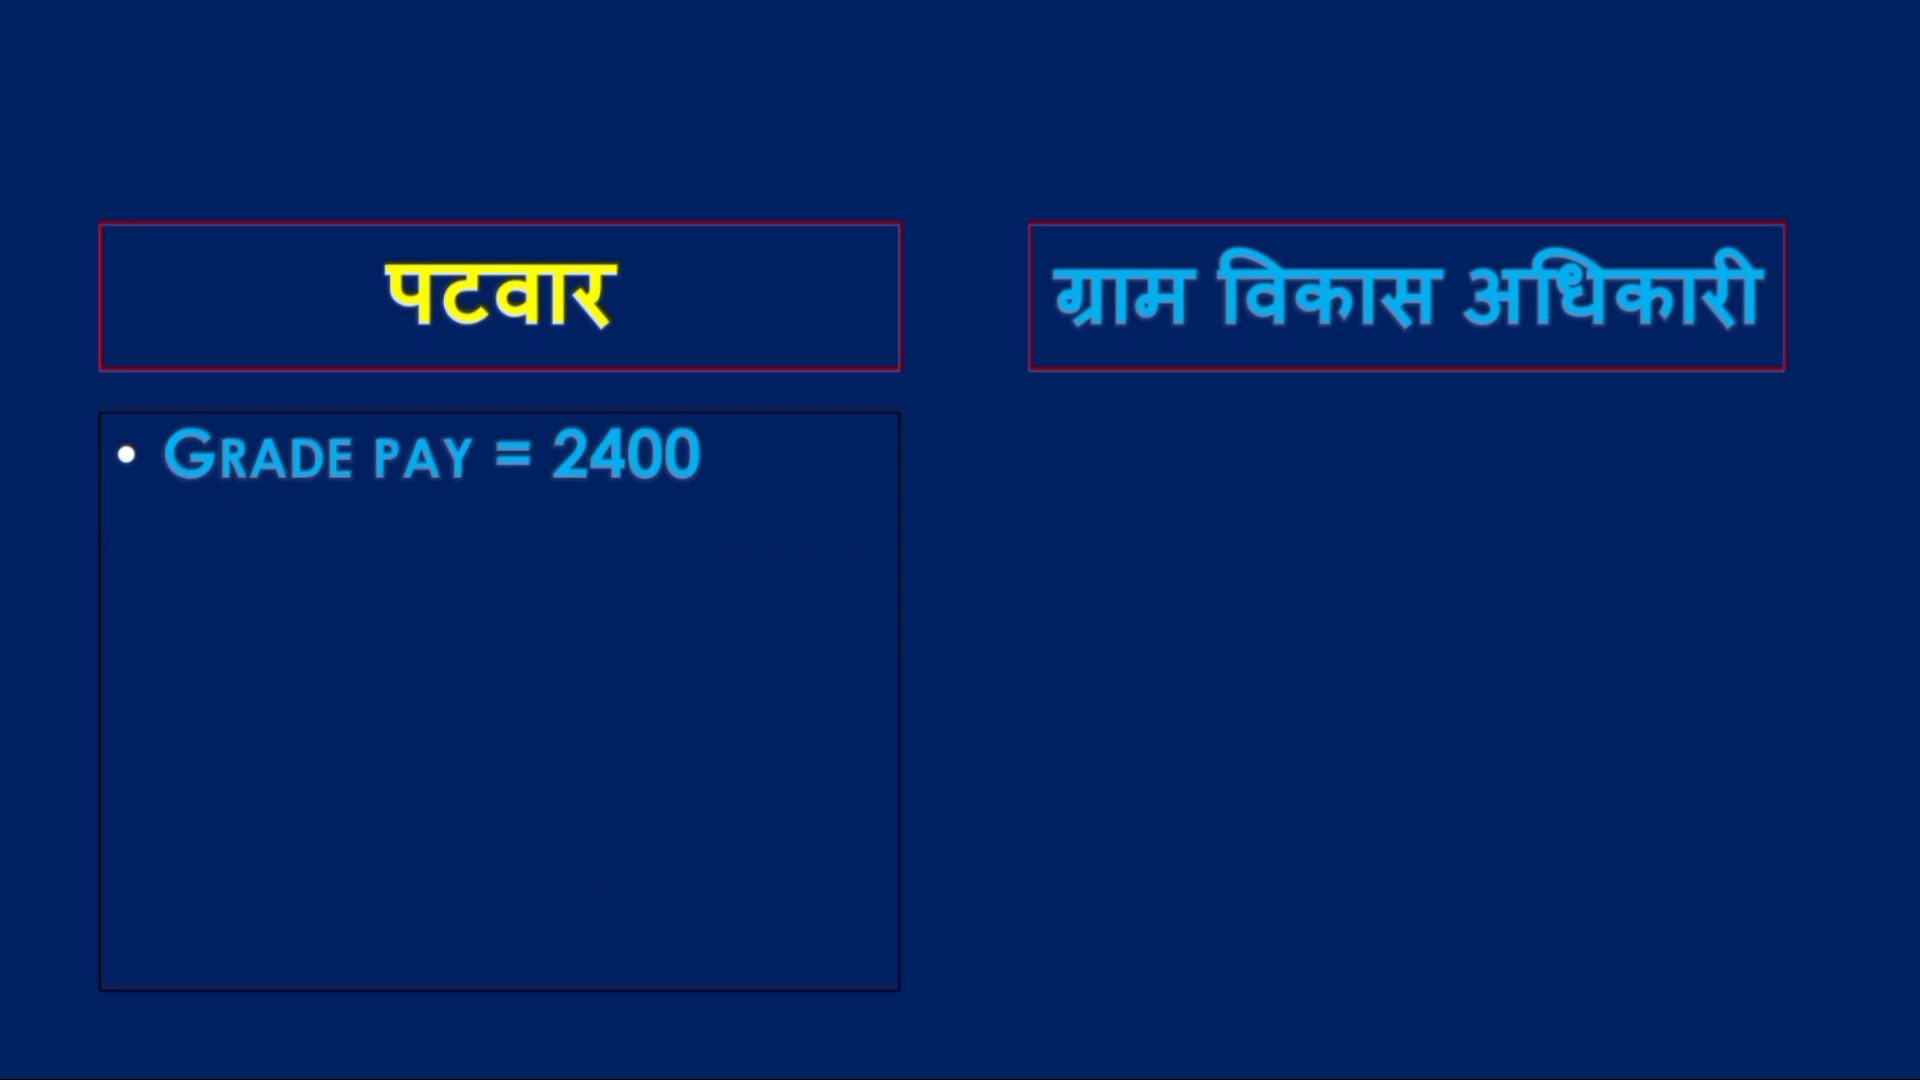 पटवार
ग्राम विकास अधिकारी
• GRADE PAY = 2400